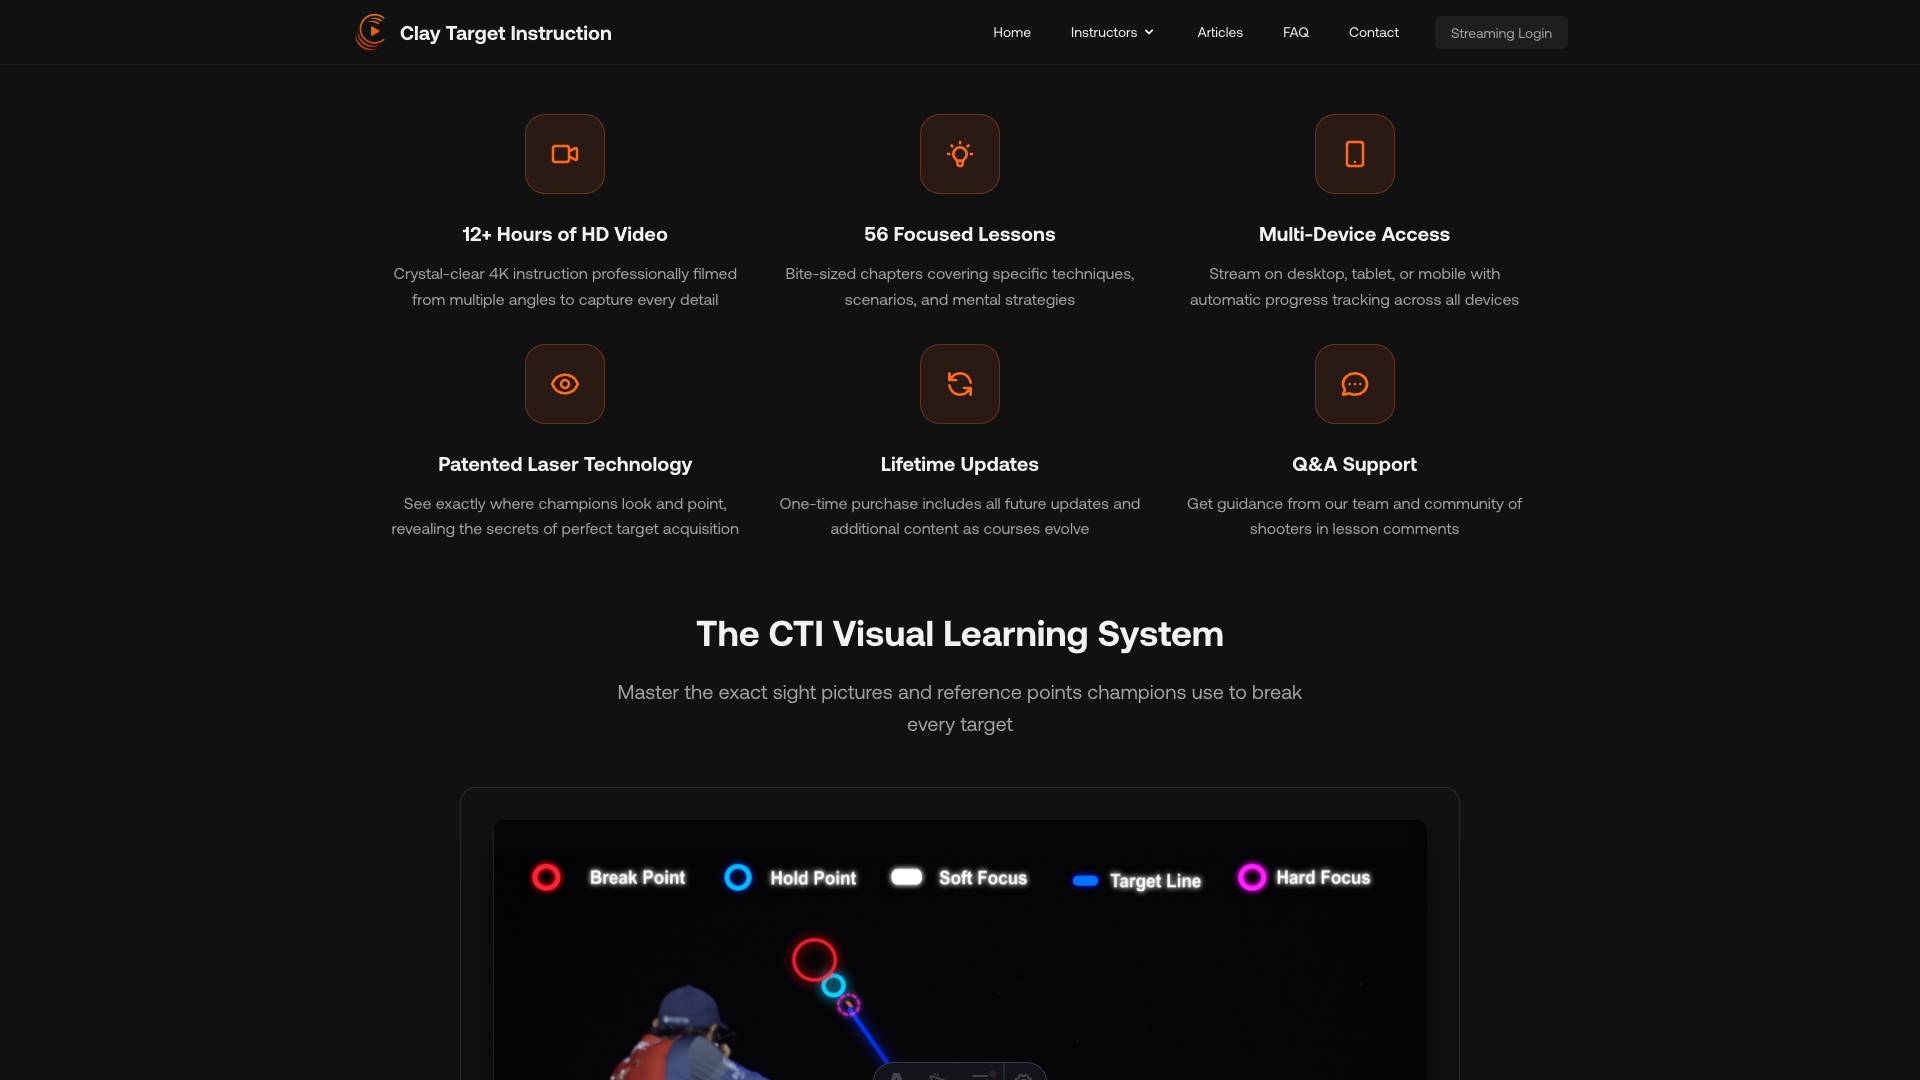 Clay Target Instruction
Home
Instructors
Articles
FAQ
Contact
Streaming Login
12+ Hours of HD Video
Crystal-clear 4K instruction professionally filmed
from multiple angles to capture every detail
56 Focused Lessons
Bite-sized chapters covering specific techniques,
scenarios, and mental strategies
Multi-Device Access
Stream on desktop, tablet, or mobile with
automatic progress tracking across all devices
Patented Laser Technology
See exactly where champions look and point,
revealing the secrets of perfect target acquisition
Lifetime Updates
One-time purchase includes all future updates and
additional content as courses evolve
Q&A Support
Get guidance from our team and community of
shooters in lesson comments
The CTI Visual Learning System
Master the exact sight pictures and reference points champions use to break
every target
Break Point
Hold Point
Soft Focus
Target Line
Hard Focus